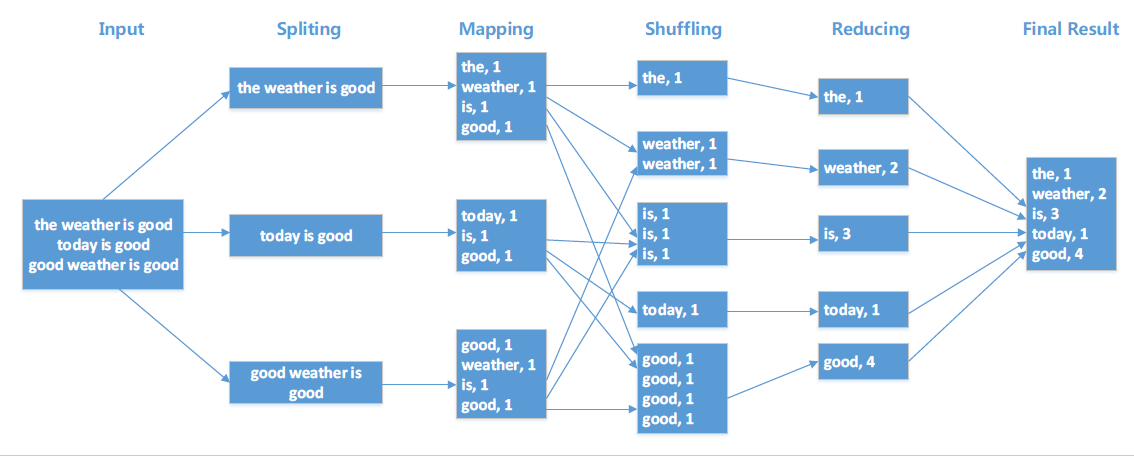 Input
Spliting
Mapping
Shuffling
Reducing
Final Result
the weather is good
today is good
good weather is good
the weather is good
today is good
good weather is
good
the, 1
weather, 1
is, 1
good, 1
today, 1
is, 1
good, 1
good, 1
weather, 1
is, 1
good, 1
the, 1
weather, 1
weather, 1
is, 1
is, 1
is, 1
today, 1
good, 1
good, 1
good, 1
good, 1
the, 1
weather, 2
is, 3
today, 1
good, 4
the, 1
weather, 2
is, 3
today, 1
good, 4